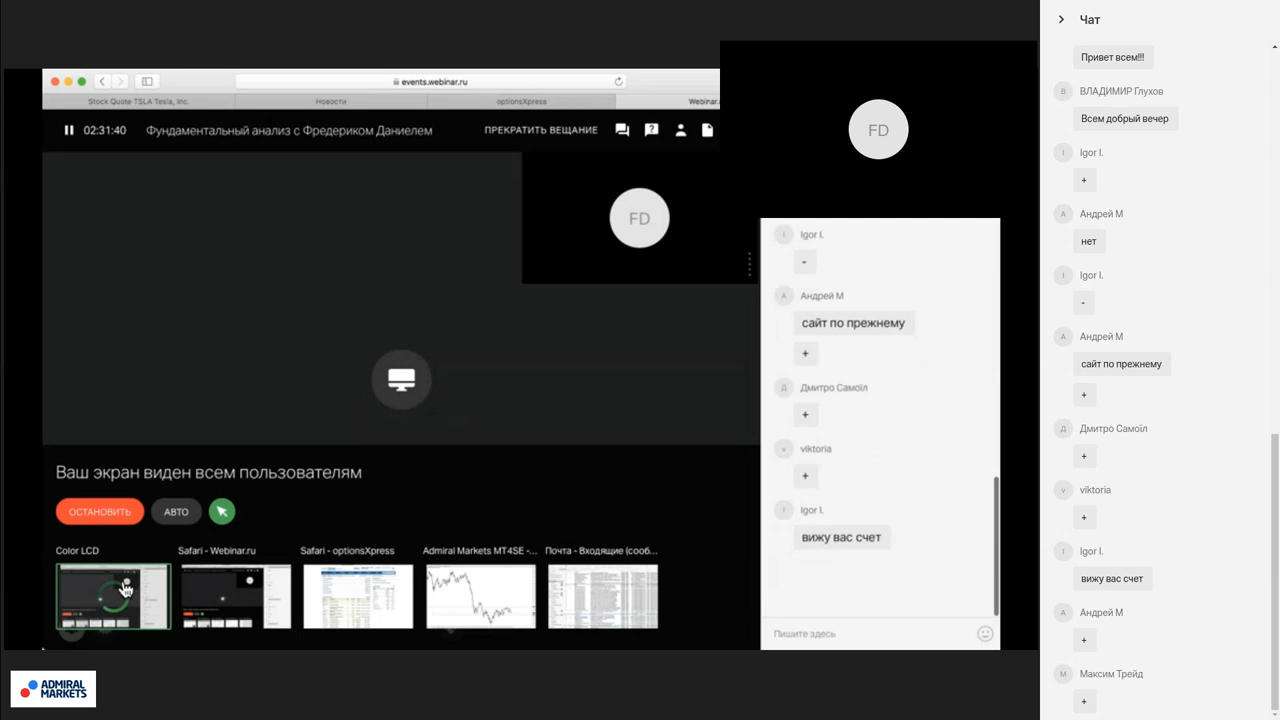 events.webinar.ru
Stock Quote TSLA Tesla, Inc.
Новости
optionsXpress
Webinar.
02:31:40
Фундаментальный анализ с Фредериком Даниелем
ПРЕКРАТИТЬ ВЕЩАНИЕ
FD
FD
Ваш экран виден всем пользователям
ОСТАНОВИТЬ
АВТО
Color LCD
Safari - Webinar.ru
Safari - optionsXpress
Admiral Markets MT4SE -...
Почта - Входящие (сооб...
I
Igor I.
-
А
Андрей М
сайт по прежнему
+
Д
Дмитро Самоїл
+
v
viktoria
+
I
Igor I.
вижу вас счет
Пишите здесь
ADMIRAL
MARKETS
Чат
Привет всем!!!
В
ВЛАДИМИР Глухов
Всем добрый вечер
I
Igor I.
+
А
Андрей М
нет
I
Igor I.
-
А
Андрей М
сайт по прежнему
+
Д
Дмитро Самоїл
+
v
viktoria
+
I
Igor I.
вижу вас счет
А
Андрей М
+
М
Максим Трейд
+